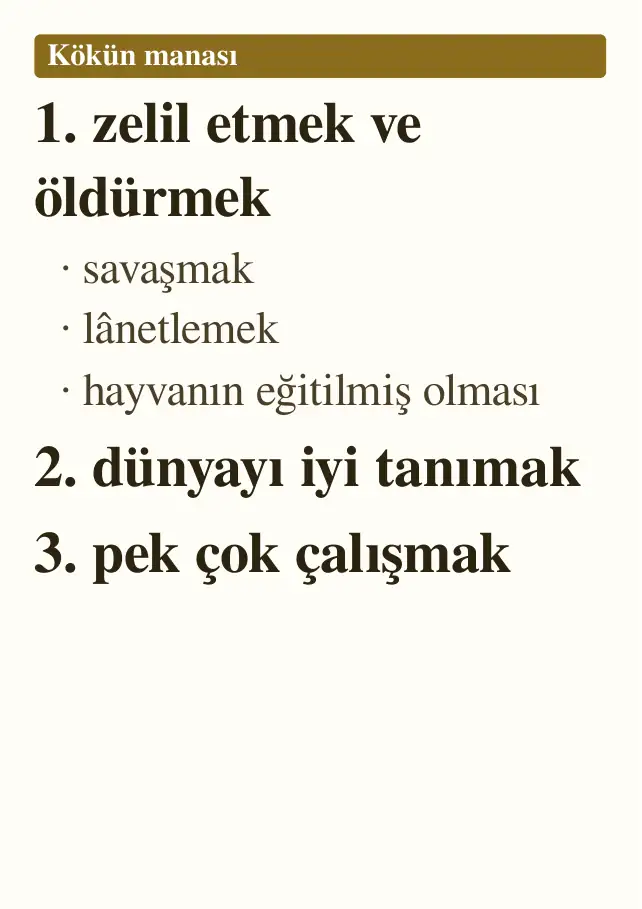 Kökün manası
1. zelil etmek ve
öldürmek
· savaşmak
· lânetlemek
· hayvanın eğitilmiş olması
2. dünyayı iyi tanımak
3. pek çok çalışmak